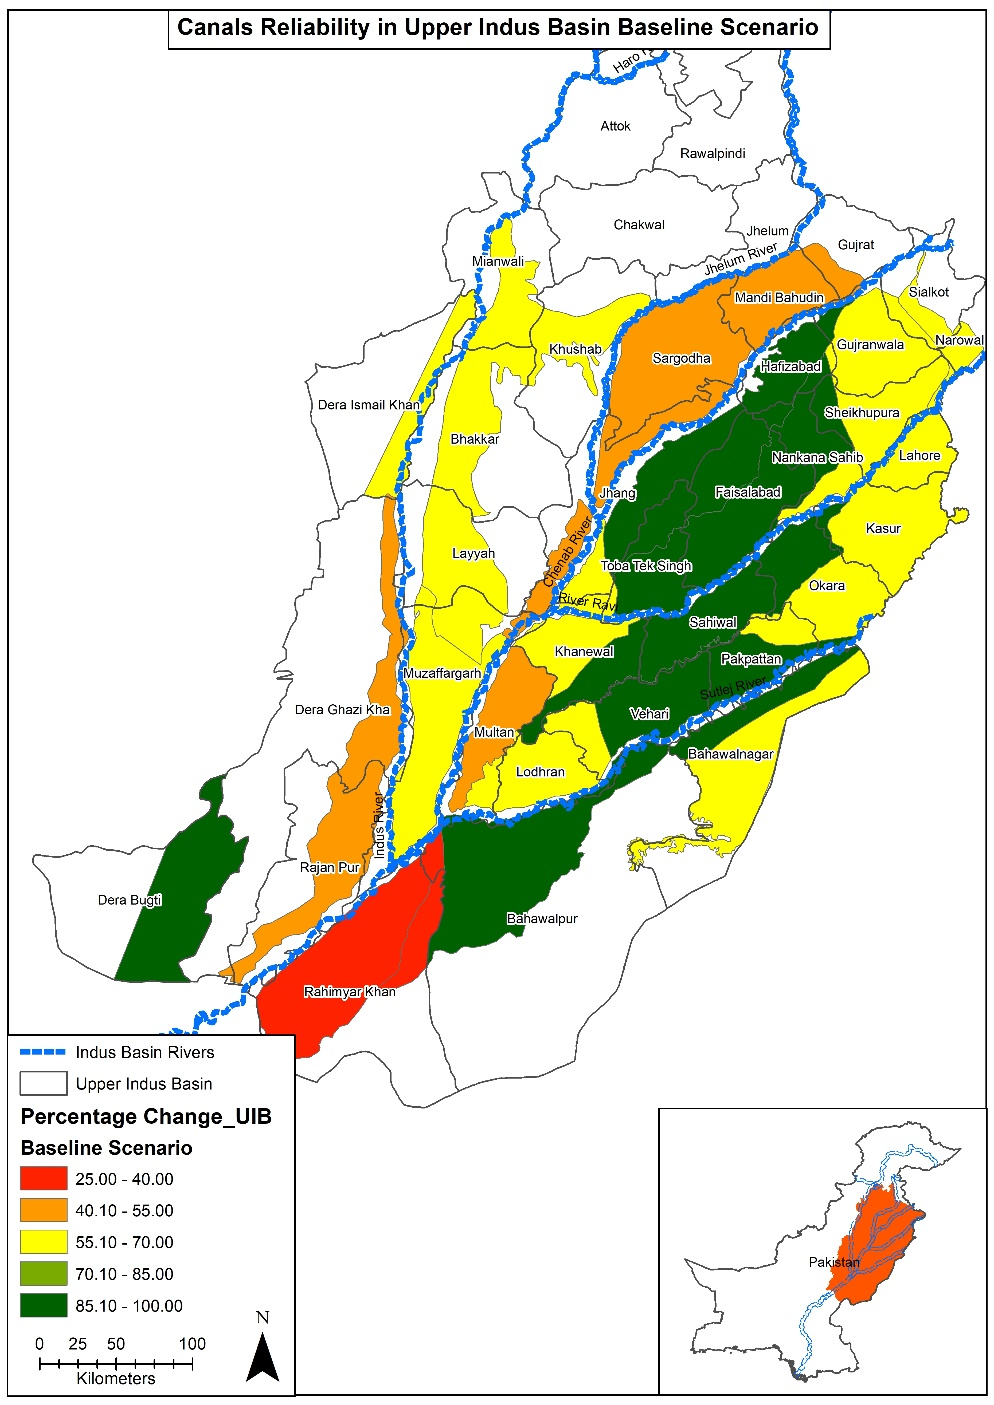 Canals Reliability in Upper Indus Basin Baseline Scenario
Haro
Attok
Rawalpindi
Chakwal
Jhelum
Gujrat
Jhelum River
Mianwali
Sialkot
Mandi Bahudin
Narowal
Gujranwala
Khushab
Sargodha
Hafizabad
Dera Ismail Khan
Sheikhupura
Bhakkar
Nankana Sahib
Lahore
Jhang
Faisalabad
Kasur
Chenab River
Layyah
Toba Tek Singh
Okara
River Ravi
Sahiwal
Khanewal
Pakpattan
Muzaffargarh
Sutlej River
Dera Ghazi Kha
Vehari
Multan
Bahawalnagar
Lodhran
Indus River
Rajan Pur
Dera Bugti
Bahawalpur
Rahimyar Khan
Indus Basin Rivers
Upper Indus Basin
Percentage Change_UIB
Baseline Scenario
25.00 - 40.00
40.10 - 55.00
55.10 - 70.00
70.10 - 85.00
85.10 - 100.00
0 25 50 100
Kilometers
N
Pakistan